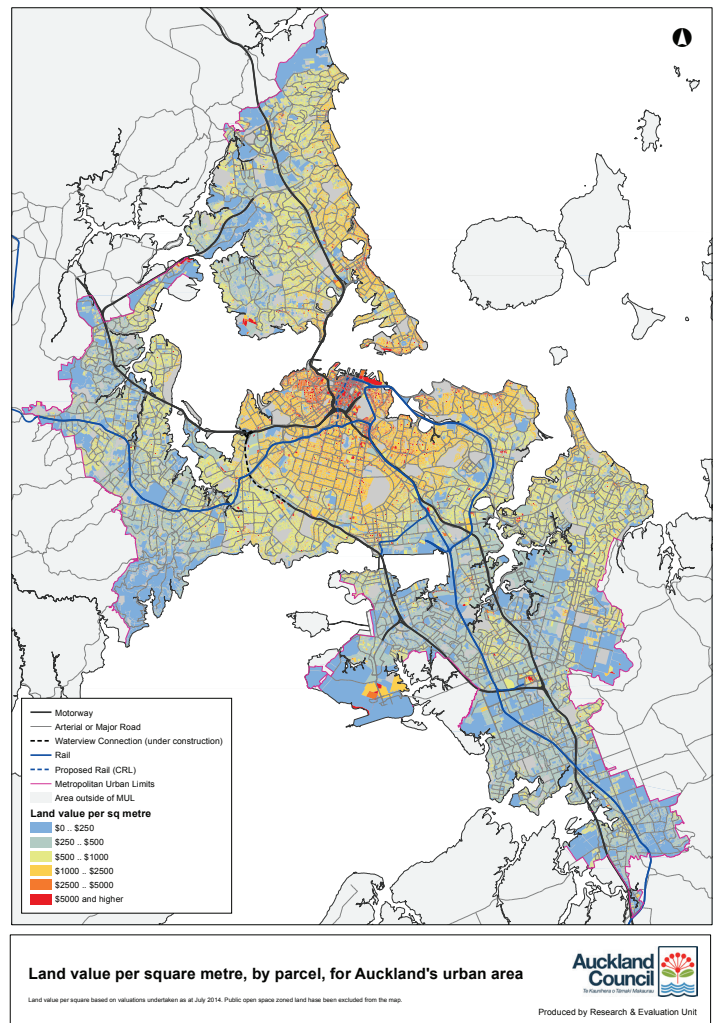 Motorway
Arterial or Major Road
Waterview Connection (under construction)
Rail
Proposed Rail (CRL)
Metropolitan Urban Limits
Area outside of MUL
Land value per sq metre
$0 .. $250
$250 .. $500
$500 .. $1000
$1000 .. $2500
$2500 .. $5000
$5000 and higher
Land value per square metre, by parcel, for Auckland's urban area
Land value per square based on valuations undertaken as at July 2014. Public open space zoned land hase been excluded from the map.
Auckland
Council
Te Kaunihera o Tāmaki Makaurau
Produced by Research & Evaluation Unit